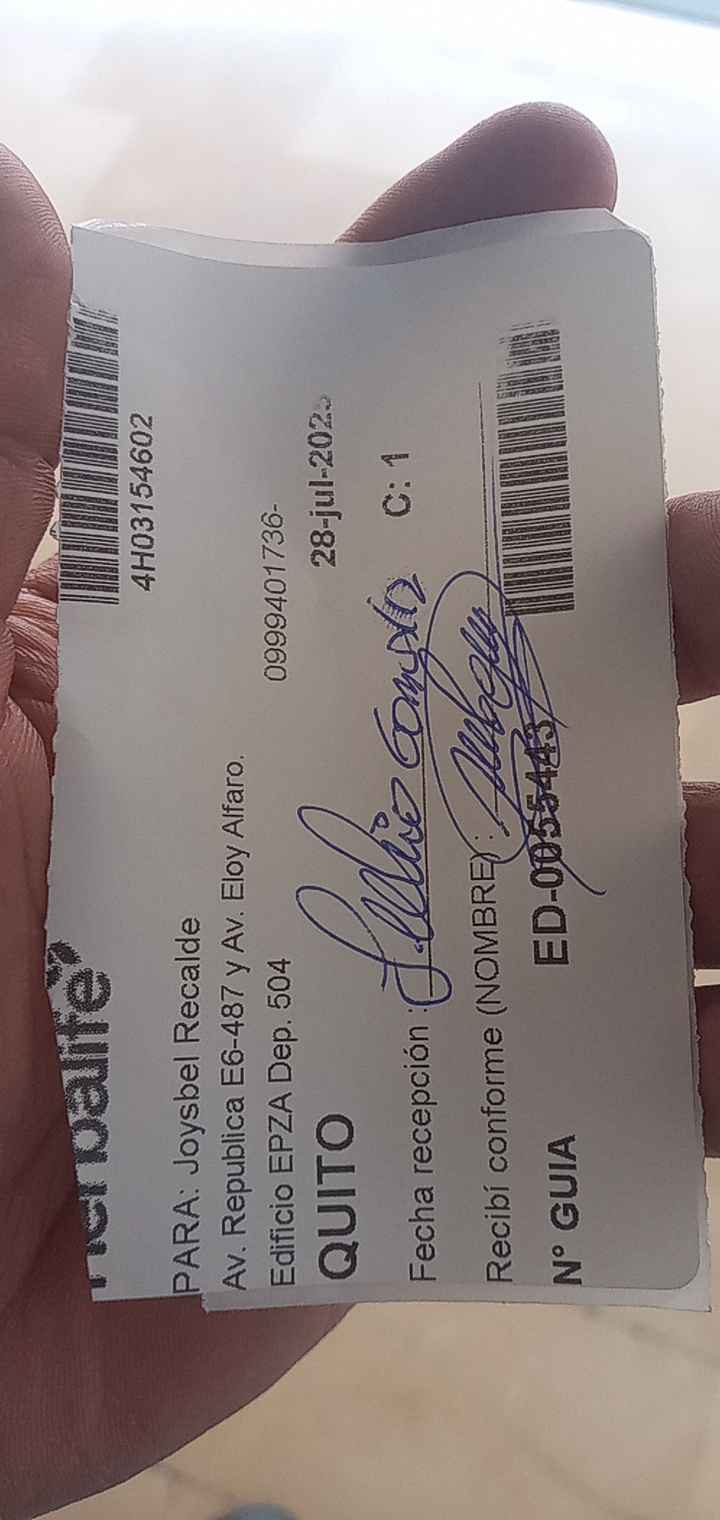 Herbalife
4H03154602
PARA: Joysbel Recalde
Av. Republica E6-487 y Av. Eloy Alfaro.
Edificio EPZA Dep. 504 0999401736-
QUITO 28-jul-202
Fecha recepción : C: 1
Recibí conforme (NOMBRE) :
N° GUIA ED-0055443